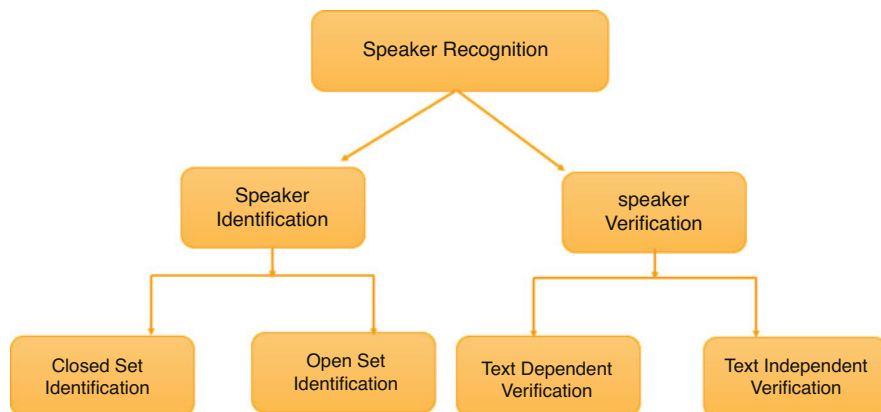 Speaker Recognition
Speaker
Identification
speaker
Verification
Closed Set
Identification
Open Set
Identification
Text Dependent
Verification
Text Independent
Verification